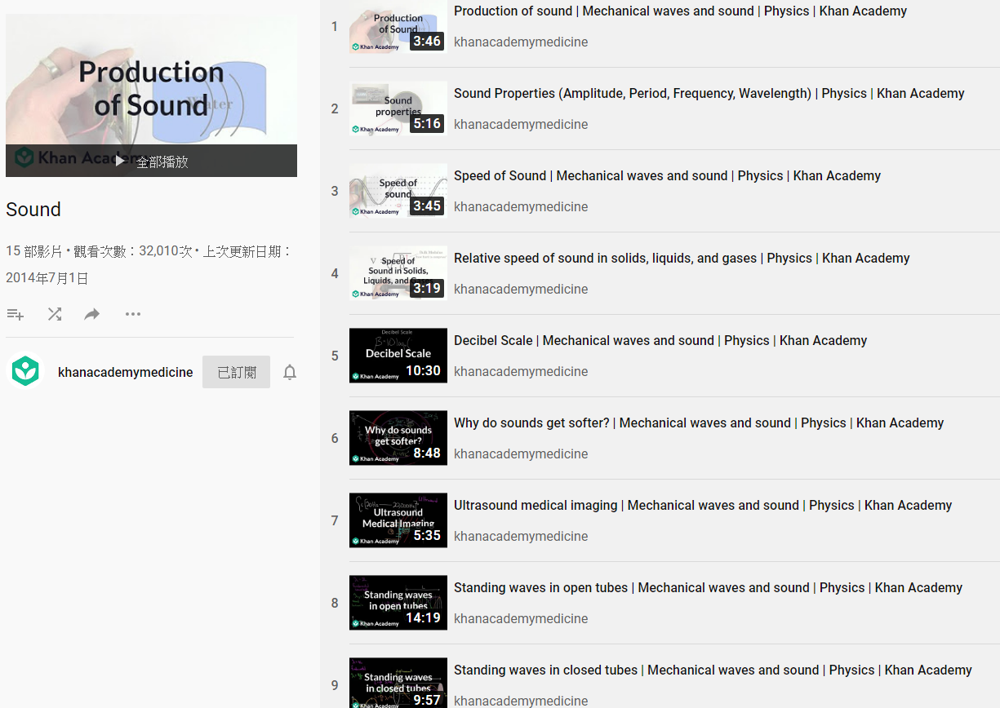 Production
of Sound
Water
Khan Academy
全部播放
Sound
15 部影片 • 觀看次數：32,010次 • 上次更新日期：
2014年7月1日
khanacademymedicine
已訂閱
1
Production
of Sound
Khan Academy
3:46
Production of sound | Mechanical waves and sound | Physics | Khan Academy
khanacademymedicine
2
Sound
properties
Khan Academy
5:16
Sound Properties (Amplitude, Period, Frequency, Wavelength) | Physics | Khan Academy
khanacademymedicine
3
Speed of
sound
Khan Academy
3:45
Speed of Sound | Mechanical waves and sound | Physics | Khan Academy
khanacademymedicine
4
Speed of
Sound in Solids,
Liquids, and Gases
Khan Academy
3:19
Relative speed of sound in solids, liquids, and gases | Physics | Khan Academy
khanacademymedicine
5
Decibel Scale
Decibel Scale
Khan Academy
10:30
Decibel Scale | Mechanical waves and sound | Physics | Khan Academy
khanacademymedicine
6
Why do sounds
get softer?
Khan Academy
8:48
Why do sounds get softer? | Mechanical waves and sound | Physics | Khan Academy
khanacademymedicine
7
Ultrasound
Medical Imaging
Khan Academy
5:35
Ultrasound medical imaging | Mechanical waves and sound | Physics | Khan Academy
khanacademymedicine
8
Standing waves
in open tubes
Khan Academy
14:19
Standing waves in open tubes | Mechanical waves and sound | Physics | Khan Academy
khanacademymedicine
9
Standing waves
in closed tubes
Khan Academy
9:57
Standing waves in closed tubes | Mechanical waves and sound | Physics | Khan Academy
khanacademymedicine